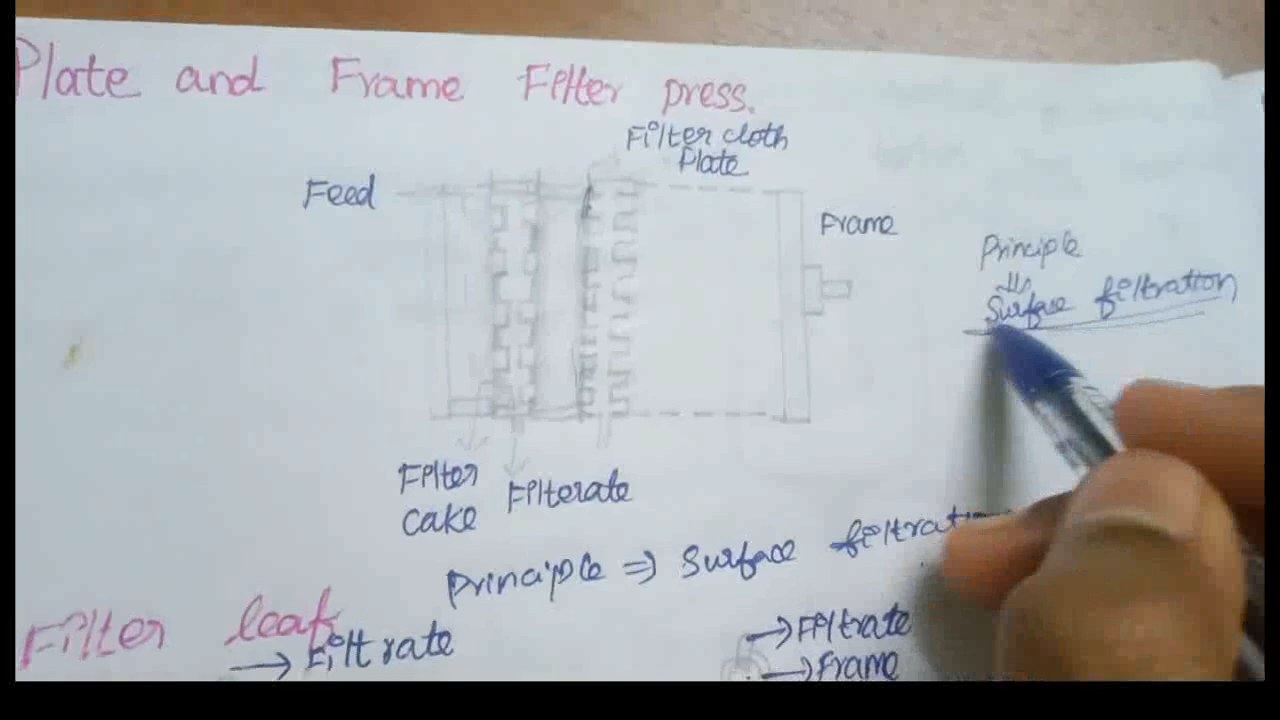 Plate and Frame Filter press.
Filter cloth
Plate
Feed
Frame
Principle
Surface filtration
Filter
cake
Filterate
Principle ⇒ Surface filtration
Filter leaf
→ Filtrate
→ Filtrate
→ Frame